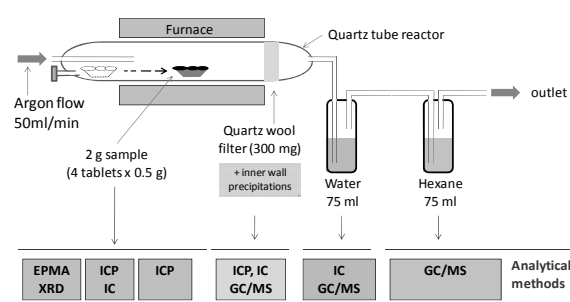 Furnace
Quartz tube reactor
Argon flow
50ml/min
outlet
2 g sample
(4 tablets x 0.5 g)
Quartz wool
filter (300 mg)
+ inner wall
precipitations
Water
75 ml
Hexane
75 ml
EPMA
XRD
ICP
IC
ICP
ICP, IC
GC/MS
IC
GC/MS
GC/MS
Analytical
methods